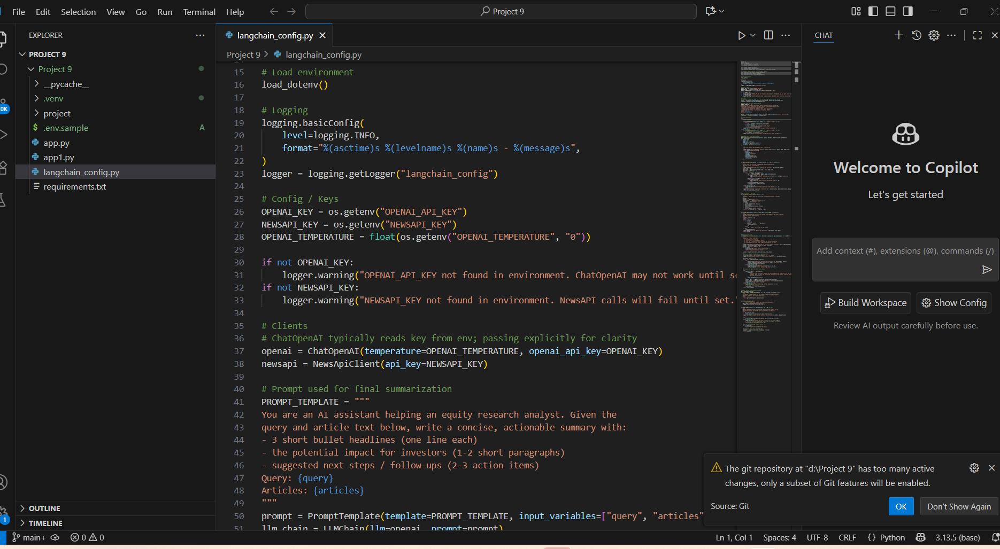 File Edit Selection View Go Run Terminal Help
Project 9
EXPLORER
PROJECT 9
Project 9
__pycache__
.venv
project
$ .env.sample A
app.py
app1.py
langchain_config.py
requirements.txt
OUTLINE
TIMELINE
OK
1
langchain_config.py
Project 9 > langchain_config.py
15 # Load environment
16 load_dotenv()
17
18 # Logging
19 logging.basicConfig(
20 level=logging.INFO,
21 format="%(asctime)s %(levelname)s %(name)s - %(message)s",
22 )
23 logger = logging.getLogger("langchain_config")
24
25 # Config / Keys
26 OPENAI_KEY = os.getenv("OPENAI_API_KEY")
27 NEWSAPI_KEY = os.getenv("NEWSAPI_KEY")
28 OPENAI_TEMPERATURE = float(os.getenv("OPENAI_TEMPERATURE", "0"))
29
30 if not OPENAI_KEY:
31 logger.warning("OPENAI_API_KEY not found in environment. ChatOpenAI may not work until se
32 if not NEWSAPI_KEY:
33 logger.warning("NEWSAPI_KEY not found in environment. NewsAPI calls will fail until set."
34
35 # Clients
36 # ChatOpenAI typically reads key from env; passing explicitly for clarity
37 openai = ChatOpenAI(temperature=OPENAI_TEMPERATURE, openai_api_key=OPENAI_KEY)
38 newsapi = NewsApiClient(api_key=NEWSAPI_KEY)
39
40 # Prompt used for final summarization
41 PROMPT_TEMPLATE = """
42 You are an AI assistant helping an equity research analyst. Given the
43 query and article text below, write a concise, actionable summary with:
44 - 3 short bullet headlines (one line each)
45 - the potential impact for investors (1-2 short paragraphs)
46 - suggested next steps / follow-ups (2-3 action items)
47 Query: {query}
48 Articles: {articles}
49 """
50 prompt = PromptTemplate(template=PROMPT_TEMPLATE, input_variables=["query", "articles"
51 llm_chain = LLMChain(llm=openai, prompt=prompt)
CHAT
Welcome to Copilot
Let's get started
Add context (#), extensions (@), commands (/)
Build Workspace
Show Config
Review AI output carefully before use.
The git repository at "d:\Project 9" has too many active
changes, only a subset of Git features will be enabled.
Source: Git
OK
Don't Show Again
main+ 0 0
Ln 1, Col 1 Spaces: 4 UTF-8 CRLF {} Python 3.13.5 (base)